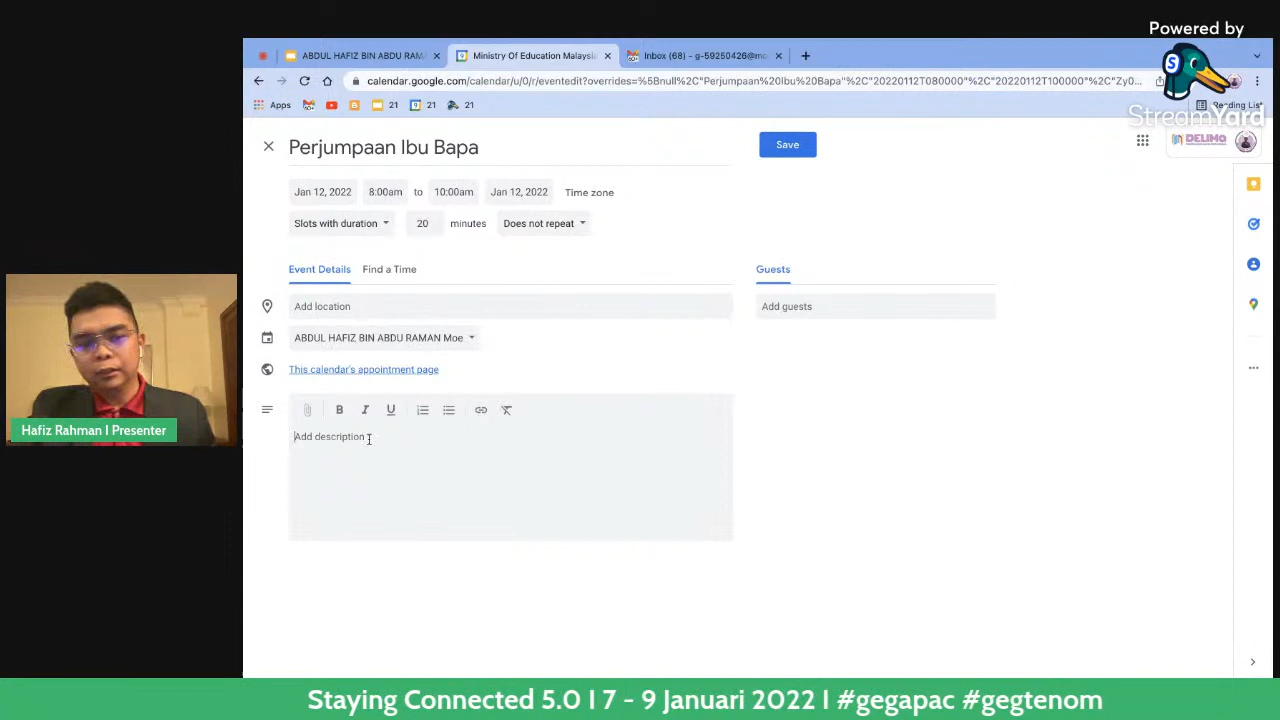 Powered by
StreamYard
ABDUL HAFIZ BIN ABDU RAM
Ministry Of Education Malaysia
Inbox (68) - g-59250426@mo
calendar.google.com/calendar/u/0/r/eventedit?overrides=%5Bnull%2C"Perjumpaan%20Ibu%20Bapa"%2C"20220112T080000"%2C"20220112T100000"%2C"Zy0...
Apps 21 21 21 Reading List
Perjumpaan Ibu Bapa Save
DELIMa
Jan 12, 2022 8:00am to 10:00am Jan 12, 2022 Time zone
Slots with duration 20 minutes Does not repeat
Event Details Find a Time Guests
Add location Add guests
ABDUL HAFIZ BIN ABDU RAMAN Moe
This calendar's appointment page
B I U
Add description
Hafiz Rahman I Presenter
Staying Connected 5.0 I 7 - 9 Januari 2022 I #gegapac #gegtenom